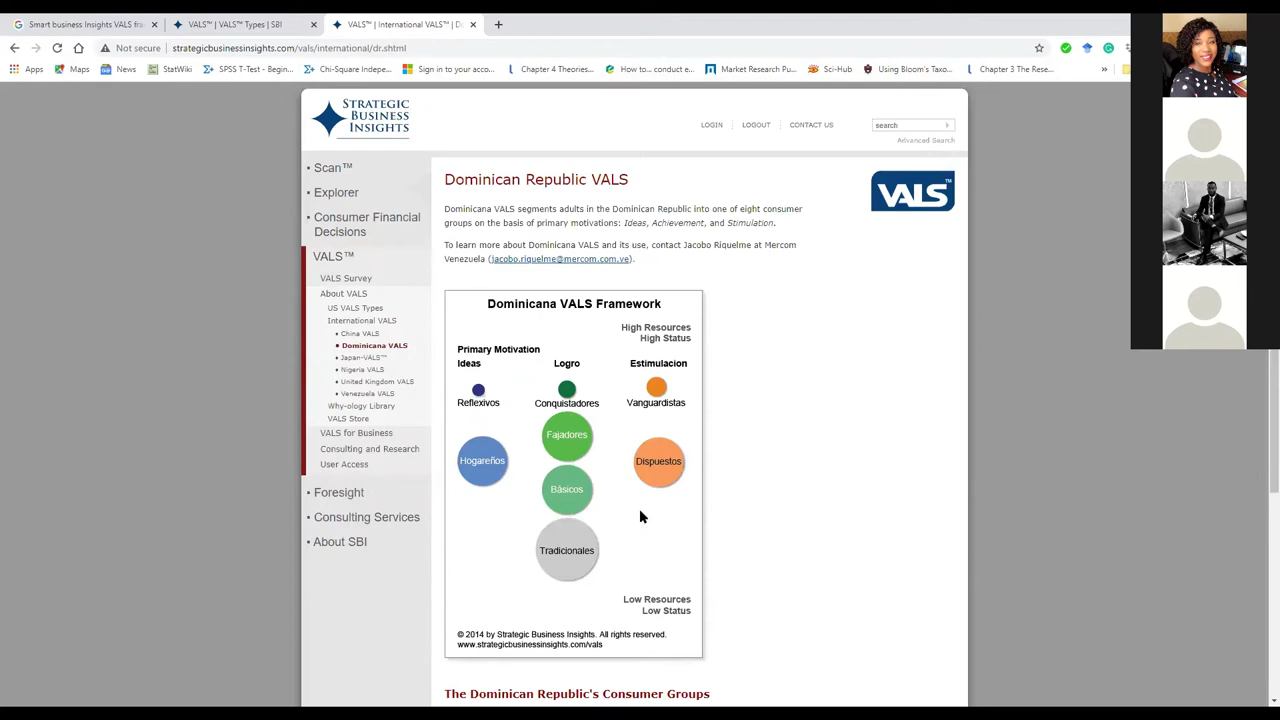 Smart business Insights VALS fra
VALS™ | VALS™ Types | SBI
VALS™ | International VALS™ | Do
Not secure
strategicbusinessinsights.com/vals/international/dr.shtml
Apps
Maps
News
StatWiki
SPSS T-Test - Begin...
Chi-Square Indepe...
Sign in to your acco...
Chapter 4 Theories...
How to... conduct e...
Market Research Pu...
Sci-Hub
Using Bloom's Taxo...
Chapter 3 The Rese...
STRATEGIC
BUSINESS
INSIGHTS
LOGIN
LOGOUT
CONTACT US
search
Advanced Search
Scan™
Explorer
Consumer Financial
Decisions
VALS™
VALS Survey
About VALS
US VALS Types
International VALS
China VALS
Dominicana VALS
Japan-VALS™
Nigeria VALS
United Kingdom VALS
Venezuela VALS
Why-ology Library
VALS Store
VALS for Business
Consulting and Research
User Access
Foresight
Consulting Services
About SBI
Dominican Republic VALS
VALS™
Dominicana VALS segments adults in the Dominican Republic into one of eight consumer
groups on the basis of primary motivations: Ideas, Achievement, and Stimulation.
To learn more about Dominicana VALS and its use, contact Jacobo Riquelme at Mercom
Venezuela (jacobo.riquelme@mercom.com.ve).
Dominicana VALS Framework
High Resources
High Status
Primary Motivation
Ideas
Logro
Estimulacion
Reflexivos
Conquistadores
Vanguardistas
Fajadores
Hogareños
Dispuestos
Básicos
Tradicionales
Low Resources
Low Status
© 2014 by Strategic Business Insights. All rights reserved.
www.strategicbusinessinsights.com/vals
The Dominican Republic's Consumer Groups